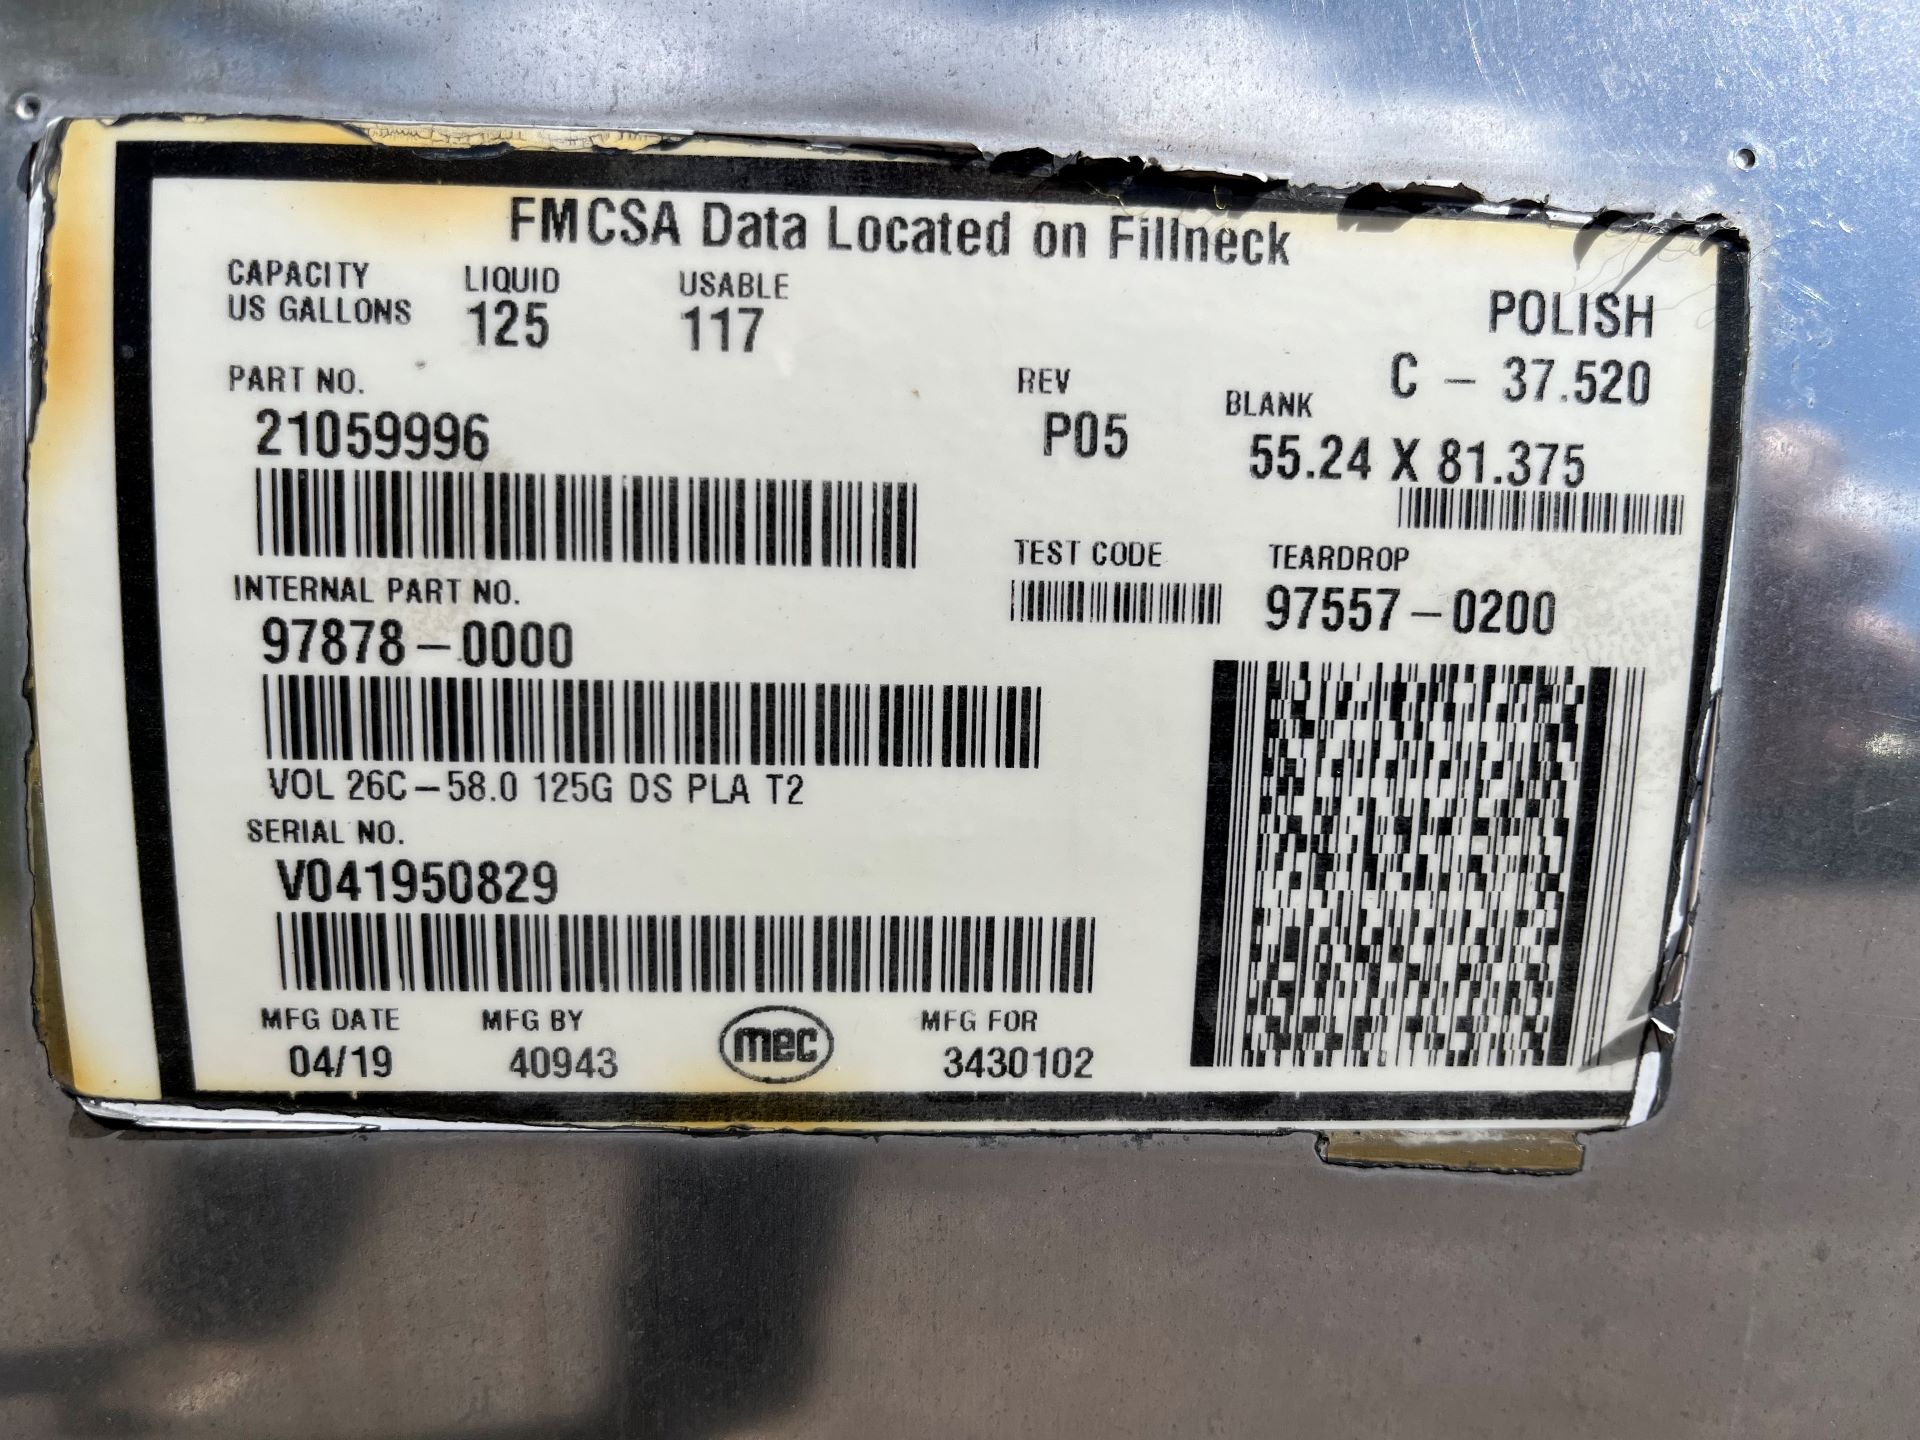 FMCSA Data Located on Fillneck
CAPACITY US GALLONS
LIQUID
125
USABLE
117
POLISH
C - 37.520
PART NO.
21059996
REV
P05
BLANK
55.24 X 81.375
TEST CODE
TEARDROP
97557-0200
INTERNAL PART NO.
97878-0000
VOL 26C-58.0 125G DS PLA T2
SERIAL NO.
V041950829
MFG DATE
04/19
MFG BY
40943
mec
MFG FOR
3430102